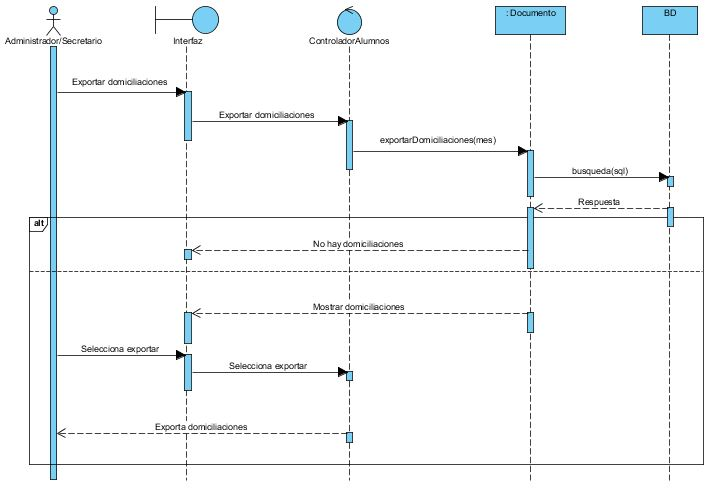 Administrador/Secretario
Interfaz
ControladorAlumnos
: Documento
BD
Exportar domiciliaciones
Exportar domiciliaciones
exportarDomiciliaciones(mes)
busqueda(sql)
Respuesta
alt
No hay domiciliaciones
Mostrar domiciliaciones
Selecciona exportar
Selecciona exportar
Exporta domiciliaciones